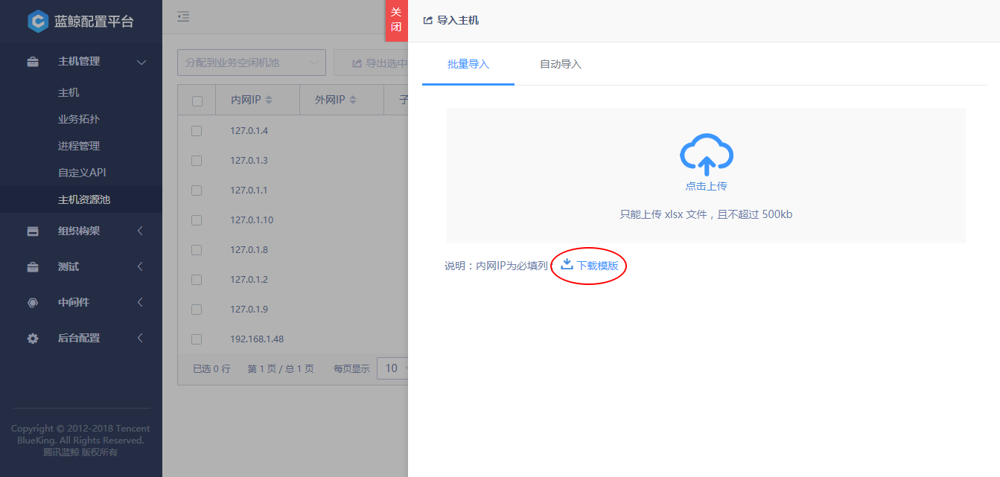 蓝鲸配置平台
主机管理
主机
业务拓扑
进程管理
自定义API
主机资源池
组织构架
测试
中间件
后台配置
Copyright © 2012-2018 Tencent
BlueKing. All Rights Reserved.
腾讯蓝鲸 版权所有
分配到业务空闲机池
导出选中
内网IP
外网IP
子
127.0.1.4
127.0.1.3
127.0.1.1
127.0.1.10
127.0.1.8
127.0.1.2
127.0.1.9
192.168.1.48
已选 0 行
第 1 页 / 总 1 页
每页显示
10
关
闭
导入主机
批量导入
自动导入
点击上传
只能上传 xlsx 文件，且不超过 500kb
说明：内网IP为必填列
下载模版